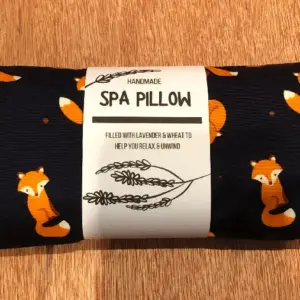 HANDMADE
SPA PILLOW
FILLED WITH LAVENDER & WHEAT TO
HELP YOU RELAX & UNWIND